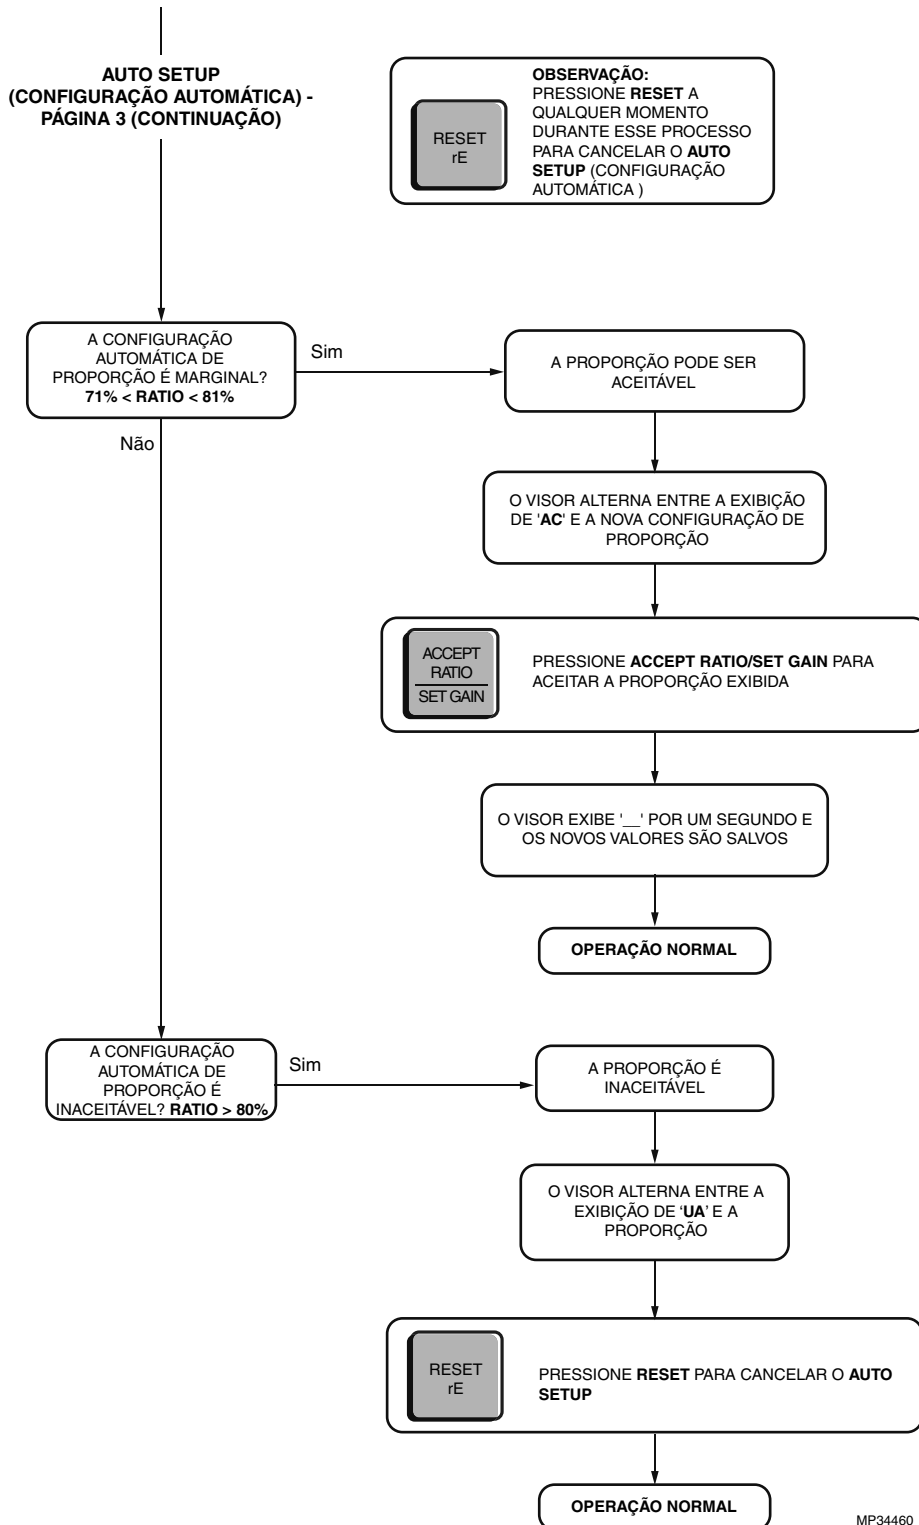 AUTO SETUP
(CONFIGURAÇÃO AUTOMÁTICA) -
PÁGINA 3 (CONTINUAÇÃO)
RESET
rE
OBSERVAÇÃO:
PRESSIONE RESET A
QUALQUER MOMENTO
DURANTE ESSE PROCESSO
PARA CANCELAR O AUTO
SETUP (CONFIGURAÇÃO
AUTOMÁTICA )
A CONFIGURAÇÃO
AUTOMÁTICA DE
PROPORÇÃO É MARGINAL?
71% < RATIO < 81%
Sim
Não
A PROPORÇÃO PODE SER
ACEITÁVEL
O VISOR ALTERNA ENTRE A EXIBIÇÃO
DE 'AC' E A NOVA CONFIGURAÇÃO DE
PROPORÇÃO
ACCEPT
RATIO
SET GAIN
PRESSIONE ACCEPT RATIO/SET GAIN PARA
ACEITAR A PROPORÇÃO EXIBIDA
O VISOR EXIBE '__' POR UM SEGUNDO E
OS NOVOS VALORES SÃO SALVOS
OPERAÇÃO NORMAL
A CONFIGURAÇÃO
AUTOMÁTICA DE
PROPORÇÃO É
INACEITÁVEL? RATIO > 80%
Sim
A PROPORÇÃO É
INACEITÁVEL
O VISOR ALTERNA ENTRE A
EXIBIÇÃO DE ‘UA’ E A
PROPORÇÃO
RESET
rE
PRESSIONE RESET PARA CANCELAR O AUTO
SETUP
OPERAÇÃO NORMAL
MP34460